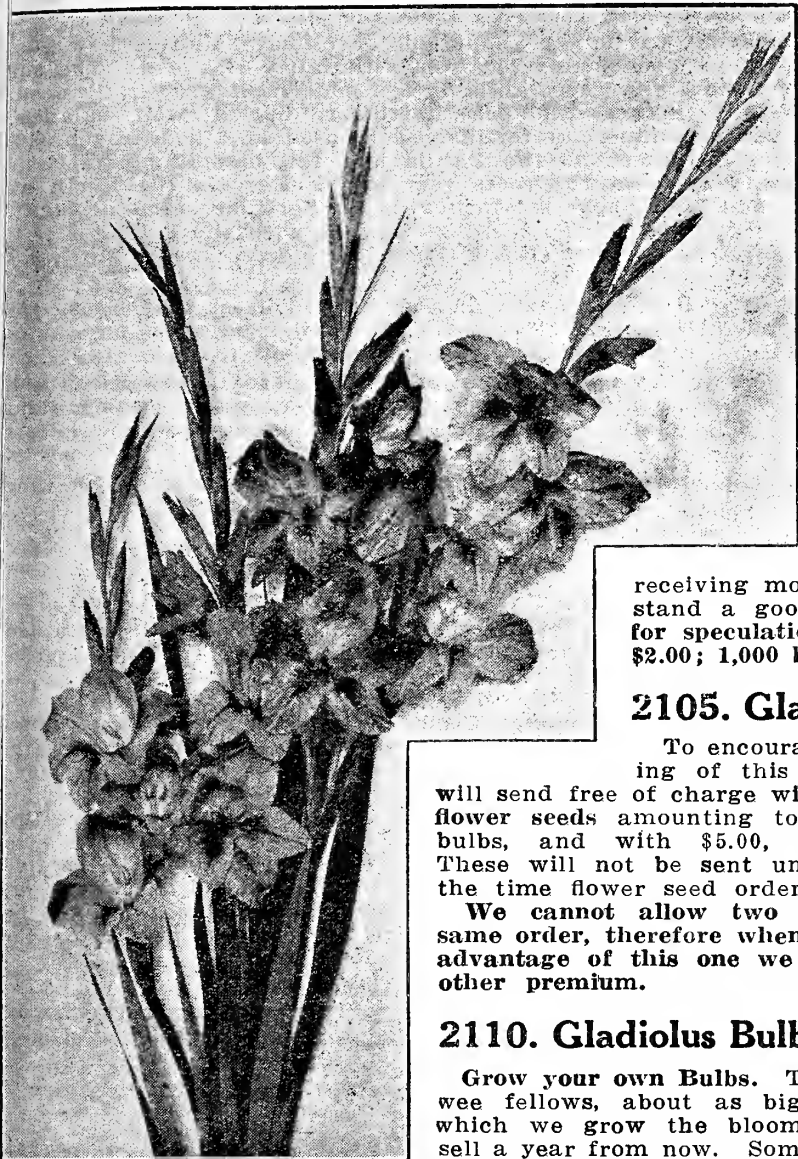 receiving mo
stand a goo
for speculati
$2.00; 1,000
2105. Gla
To encoura
ing of this
will send free of charge wi
flower seeds amounting to
bulbs, and with $5.00,
These will not be sent un
the time flower seed order
We cannot allow two
same order, therefore when
advantage of this one we
other premium.
2110. Gladiolus Bul
Grow your own Bulbs. T
wee fellows, about as big
which we grow the bloom
sell a year from now. Som